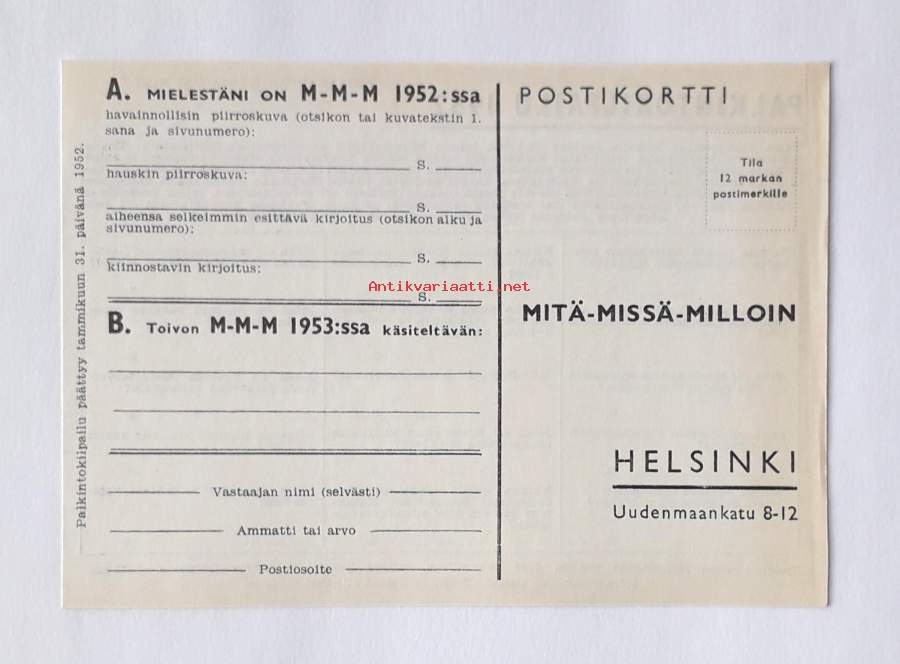 A. MIELESTÄNI ON M-M-M 1952:ssa
havainnollisin piirroskuva (otsikon tai kuvatekstin 1.
sana ja sivunumero):
S.
hauskin piirroskuva:
S.
aiheensa selkeimmin esittävä kirjoitus (otsikon alku ja
sivunumero):
S.
kiinnostavin kirjoitus:
S.
B. Toivon M-M-M 1953:ssa käsiteltävän:
Vastaajan nimi (selvästi)
Ammatti tai arvo
Postiosoite
Palkintokilpailu päättyy tammikuun 31. päivänä 1952.
POSTIKORTTI
Tila
12 markan
postimerkille
MITÄ-MISSÄ-MILLOIN
HELSINKI
Uudenmaankatu 8-12
Antikvariaatti.net